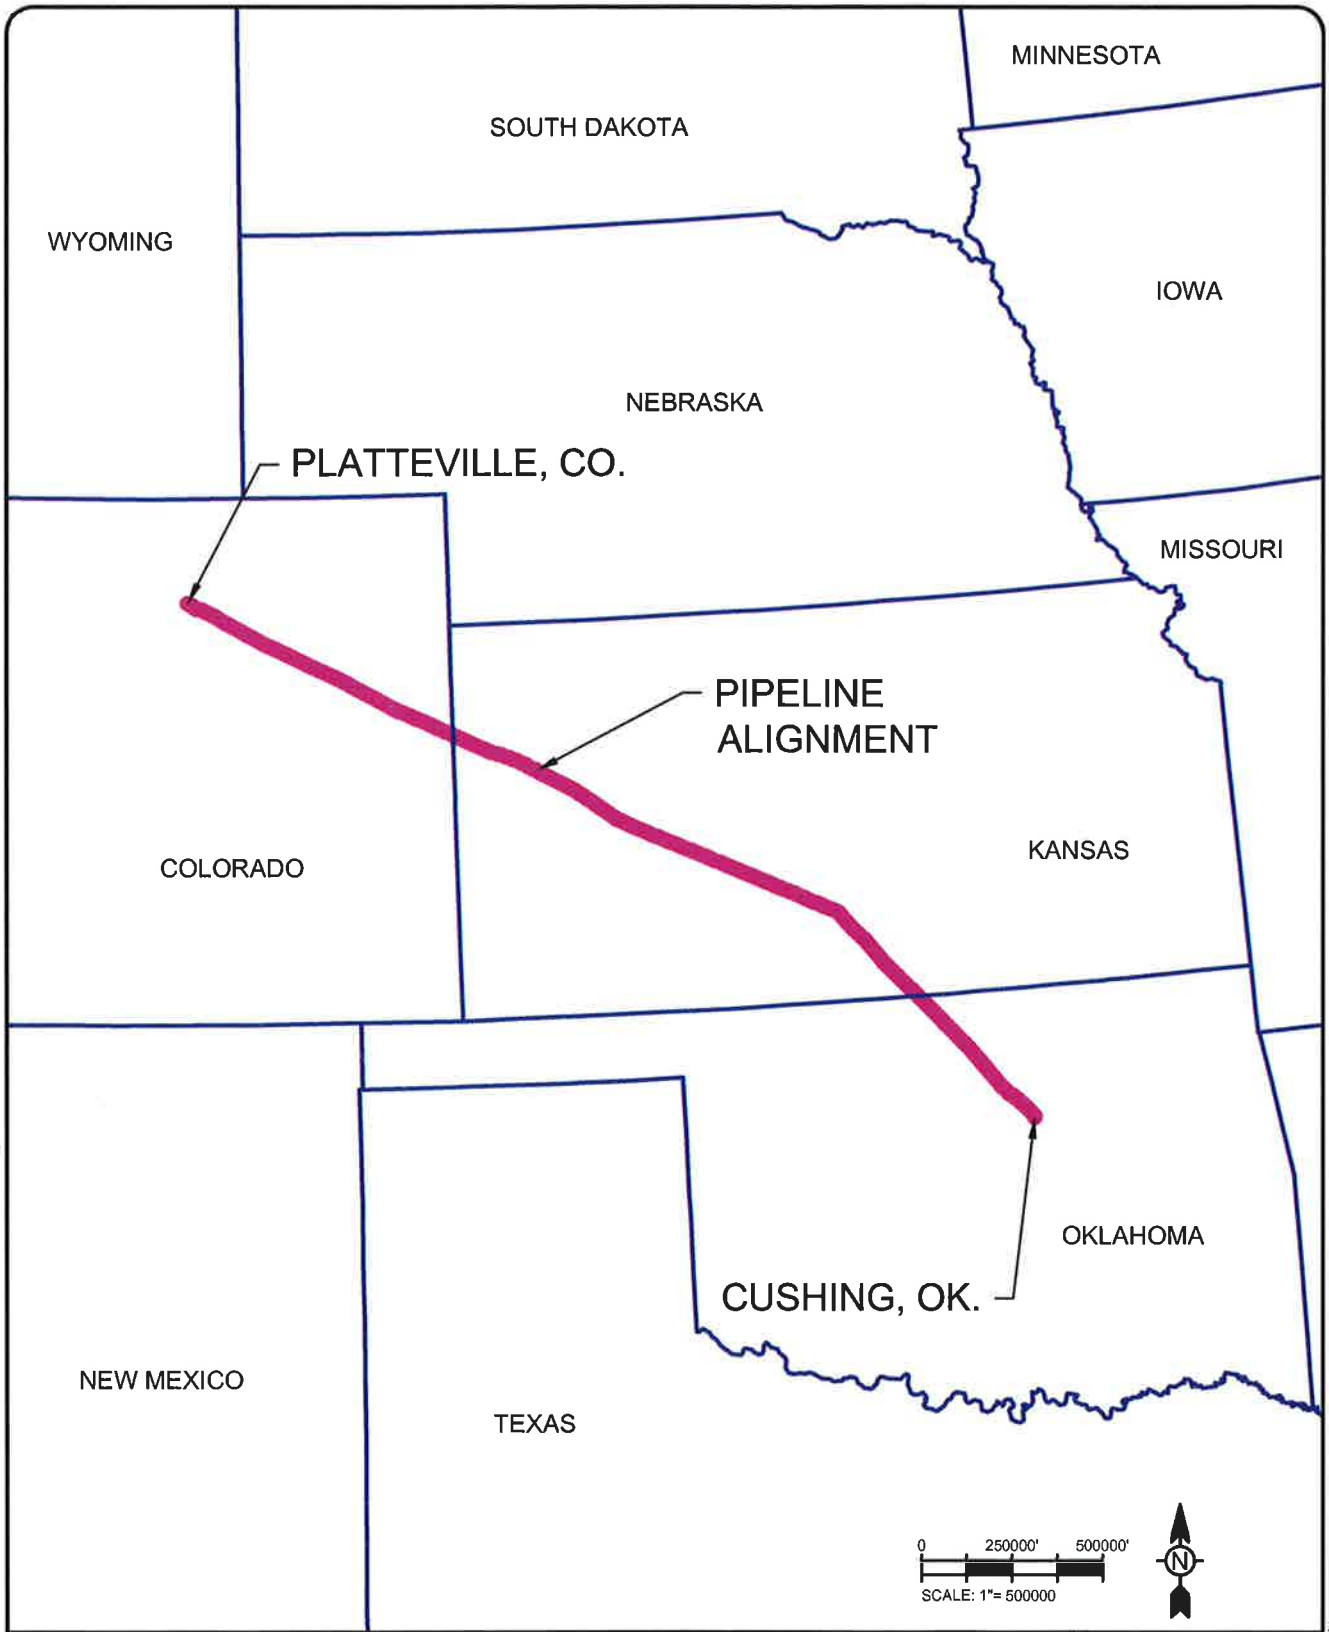 MINNESOTA
SOUTH DAKOTA
WYOMING
IOWA
NEBRASKA
PLATTEVILLE, CO.
MISSOURI
PIPELINE
ALIGNMENT
KANSAS
COLORADO
OKLAHOMA
CUSHING, OK.
NEW MEXICO
TEXAS
0 250000' 500000'
N
SCALE: 1"= 500000